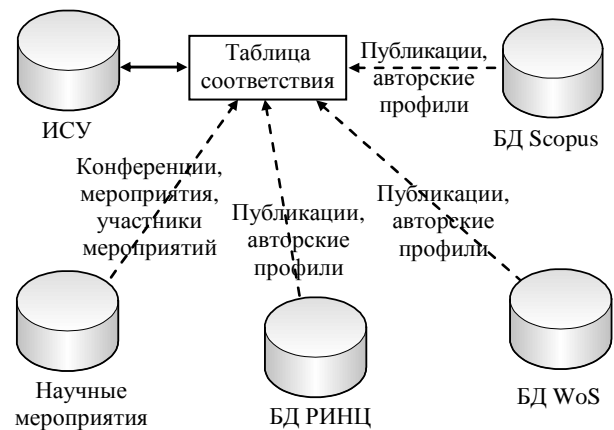 Таблица
соответствия
Публикации,
авторские
профили
ИСУ
БД Scopus
Конференции,
мероприятия,
участники
мероприятий
Публикации,
авторские
профили
Публикации,
авторские
профили
Научные
мероприятия
БД РИНЦ
БД WoS